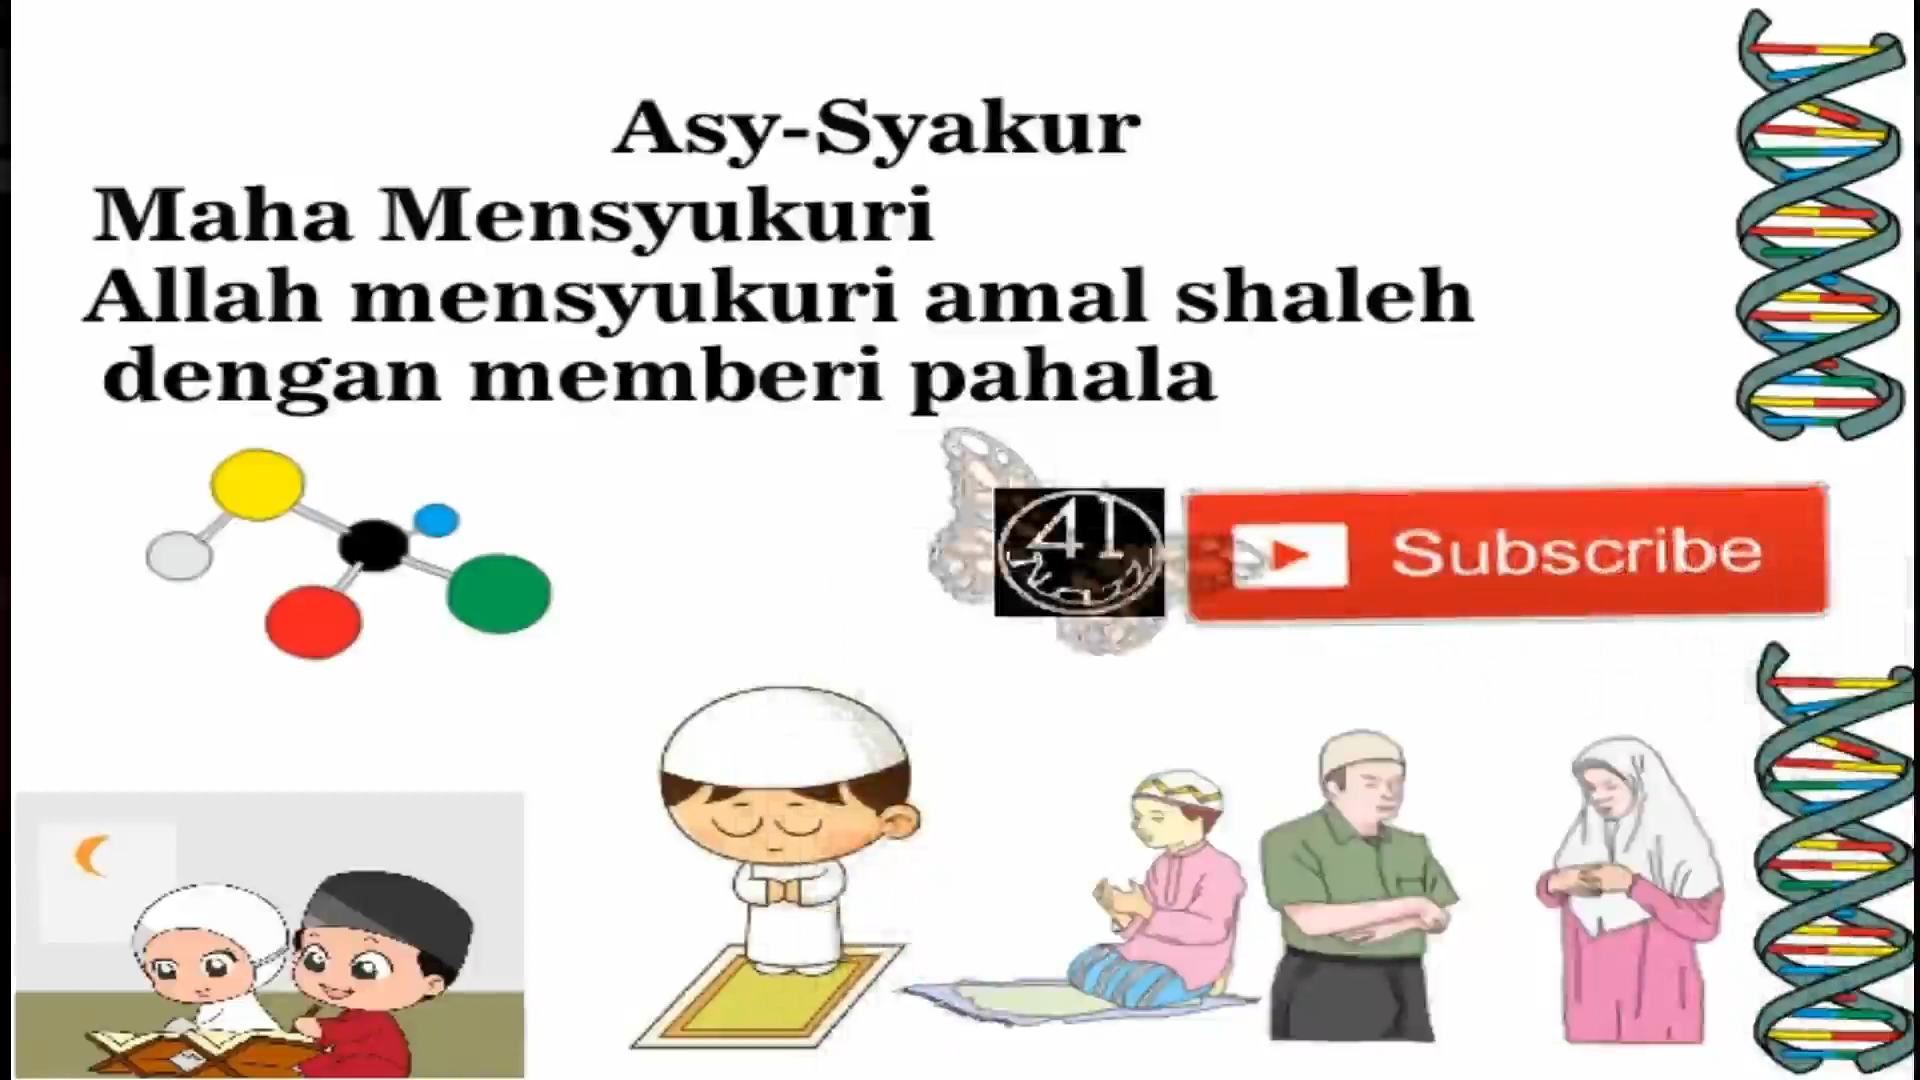 Asy-Syakur
Maha Mensyukuri
Allah mensyukuri amal shaleh
dengan memberi pahala
41
Subscribe